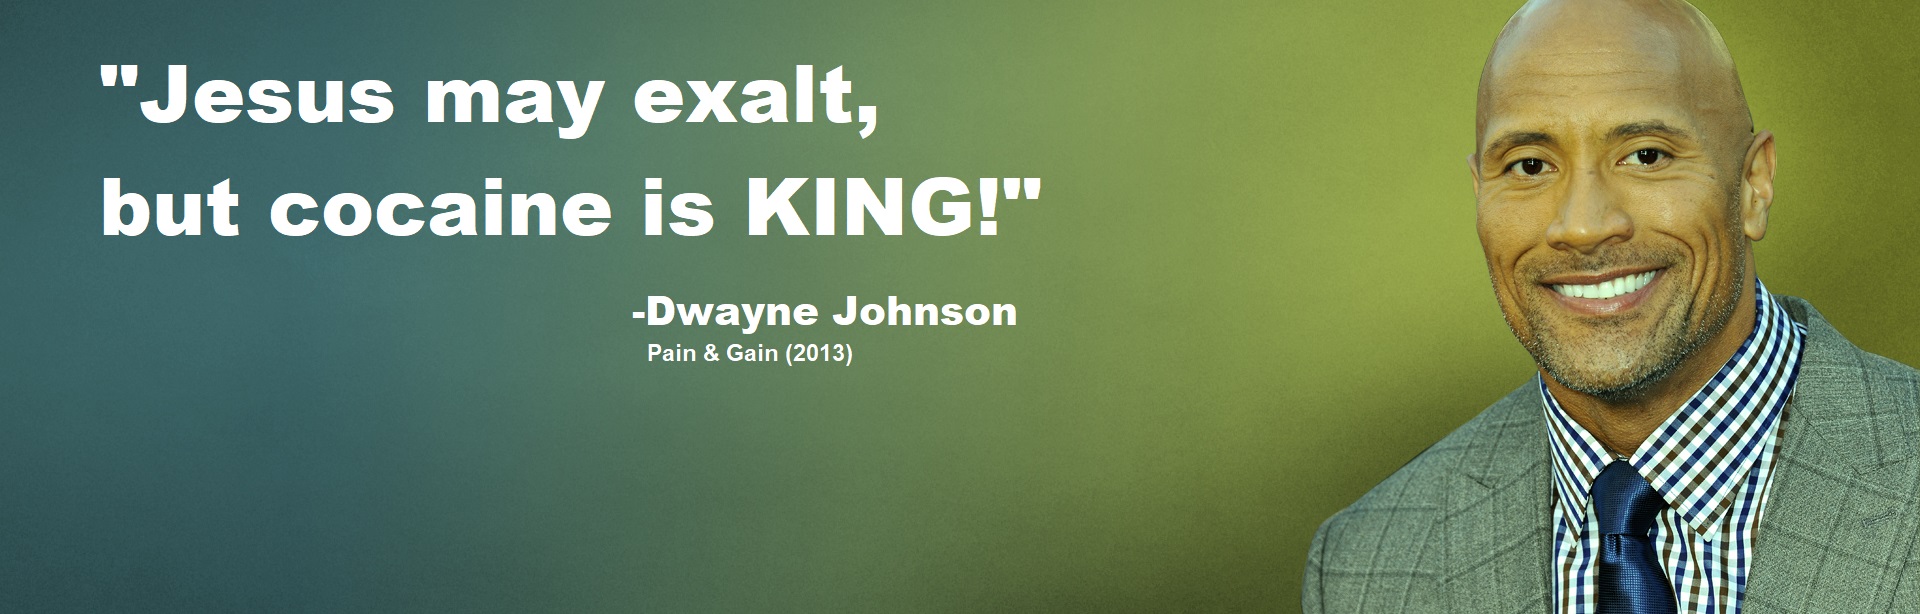 "Jesus may exalt,
but cocaine is KING!"
-Dwayne Johnson
Pain & Gain (2013)